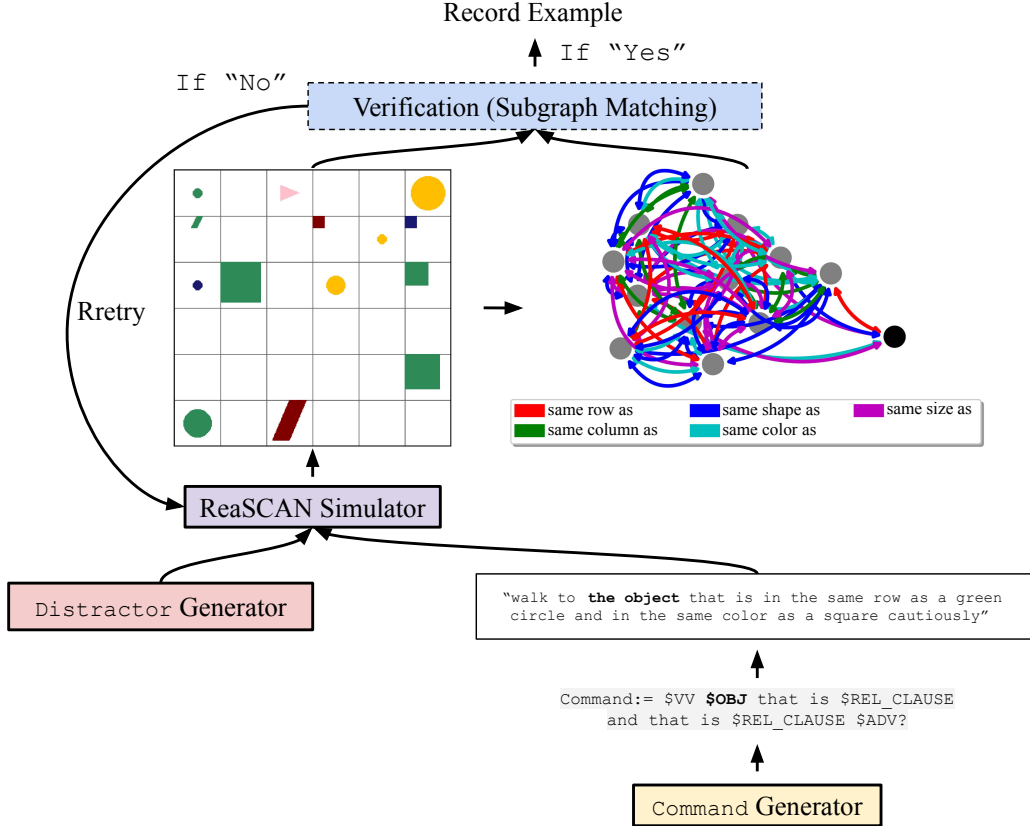 Record Example
If “Yes”
If “No”
Verification (Subgraph Matching)
Rretry
same row as
same shape as
same size as
same column as
same color as
ReaSCAN Simulator
Distractor Generator
“walk to the object that is in the same row as a green
circle and in the same color as a square cautiously”
Command:= $VV $OBJ that is $REL_CLAUSE
and that is $REL_CLAUSE $ADV?
Command Generator